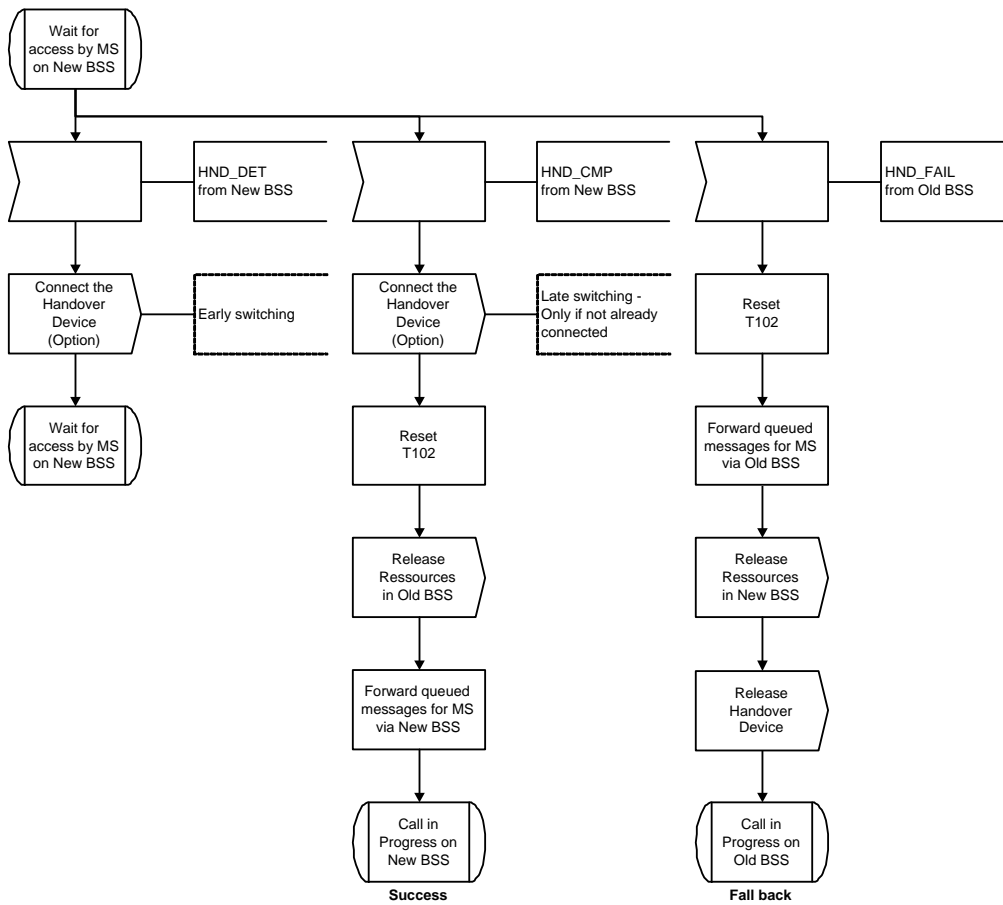 Wait for
access by MS
on New BSS
HND_DET
from New BSS
HND_CMP
from New BSS
HND_FAIL
from Old BSS
Connect the
Handover
Device
(Option)
Early switching
Connect the
Handover
Device
(Option)
Late switching -
Only if not already
connected
Reset
T102
Wait for
access by MS
on New BSS
Reset
T102
Forward queued
messages for MS
via Old BSS
Release
Ressources
in Old BSS
Release
Ressources
in New BSS
Forward queued
messages for MS
via New BSS
Release
Handover
Device
Call in
Progress on
New BSS
Call in
Progress on
Old BSS
Success
Fall back